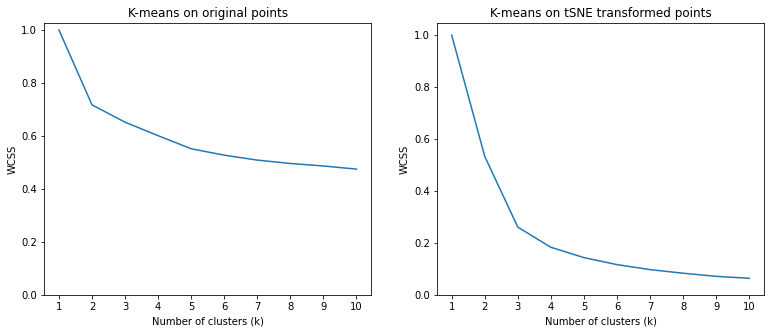 K-means on original points
1.0
0.8
0.6
0.4
0.2
0.0
WCSS
1 2 3 4 5 6 7 8 9 10
Number of clusters (k)
K-means on tSNE transformed points
1.0
0.8
0.6
0.4
0.2
0.0
WCSS
1 2 3 4 5 6 7 8 9 10
Number of clusters (k)